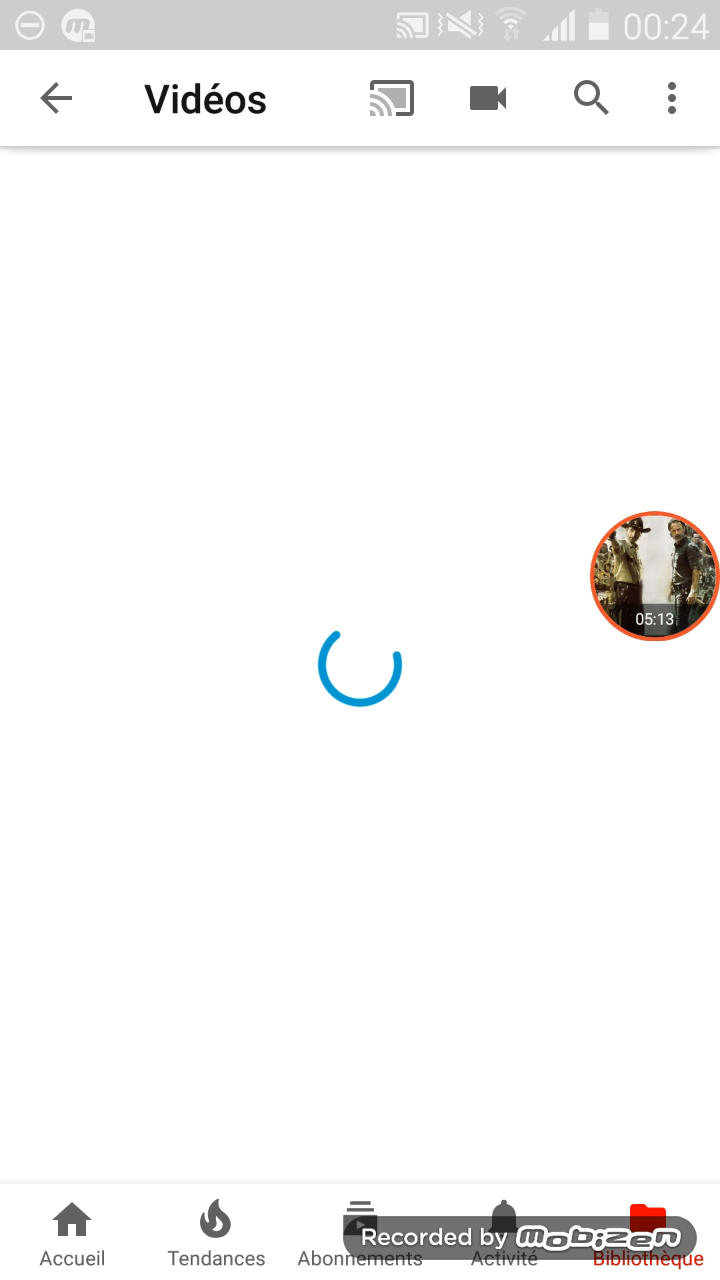 00:24
Vidéos
05:13
Accueil
Tendances
Abonnements
Activité
Bibliothèque
Recorded by mobizen